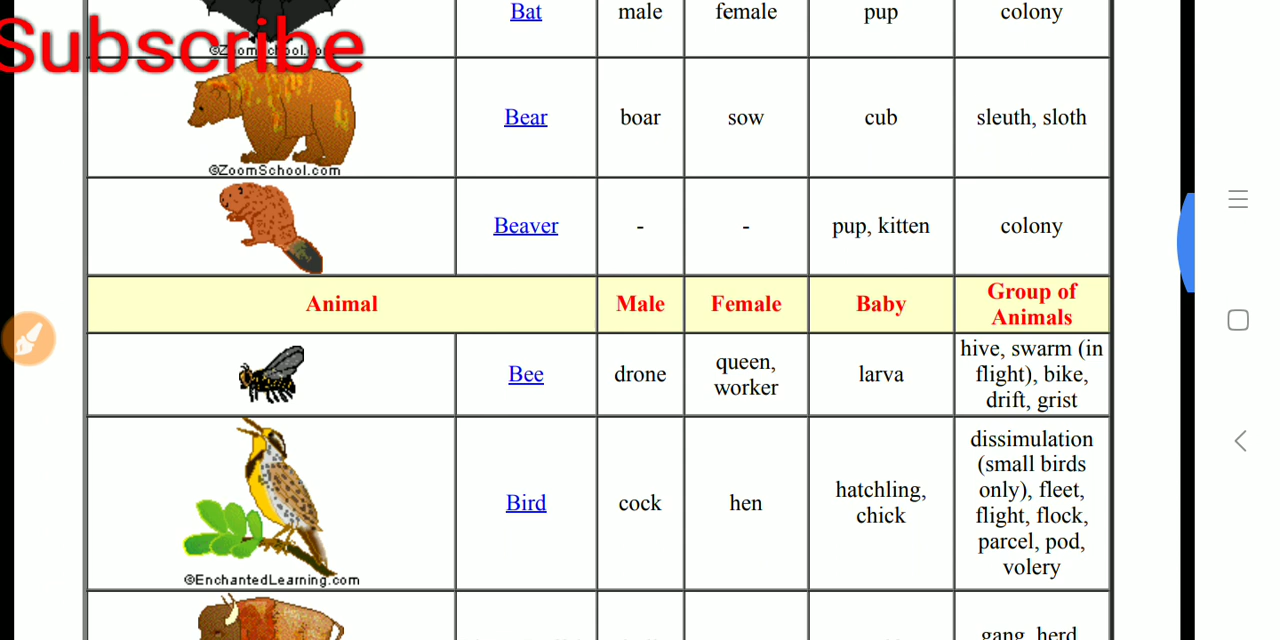 Subscribe
Bat male female pup colony
Bear boar sow cub sleuth, sloth
©ZoomSchool.com
Beaver - - pup, kitten colony
Animal Male Female Baby Group of
Animals
Bee drone queen,
worker larva hive, swarm (in
flight), bike,
drift, grist
Bird cock hen hatchling,
chick dissimulation
(small birds
only), fleet,
flight, flock,
parcel, pod,
volery
©EnchantedLearning.com
gang, herd